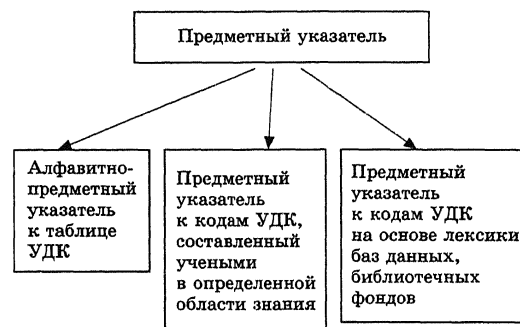 Предметный указатель
Алфавитно-
предметный
указатель
к таблице
УДК
Предметный
указатель
к кодам УДК,
составленный
учеными
в определенной
области знания
Предметный
указатель
к кодам УДК
на основе лексики
баз данных,
библиотечных
фондов